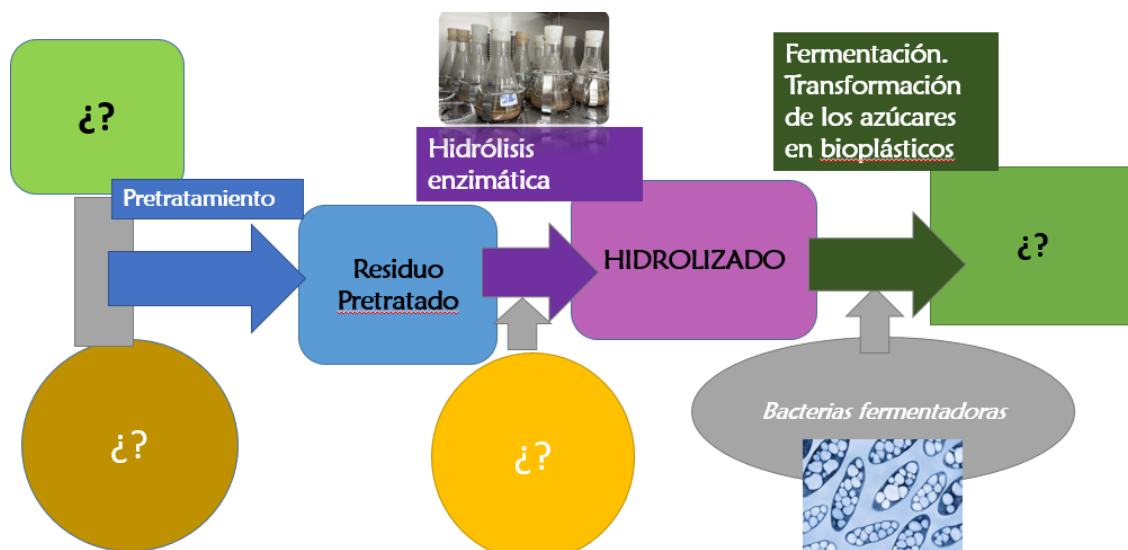 ¿?
Pretratamiento
Residuo
Pretratado
Hidrólisis
enzimática
HIDROLIZADO
Fermentación.
Transformación
de los azúcares
en bioplásticos
¿?
¿?
¿?
Bacterias fermentadoras